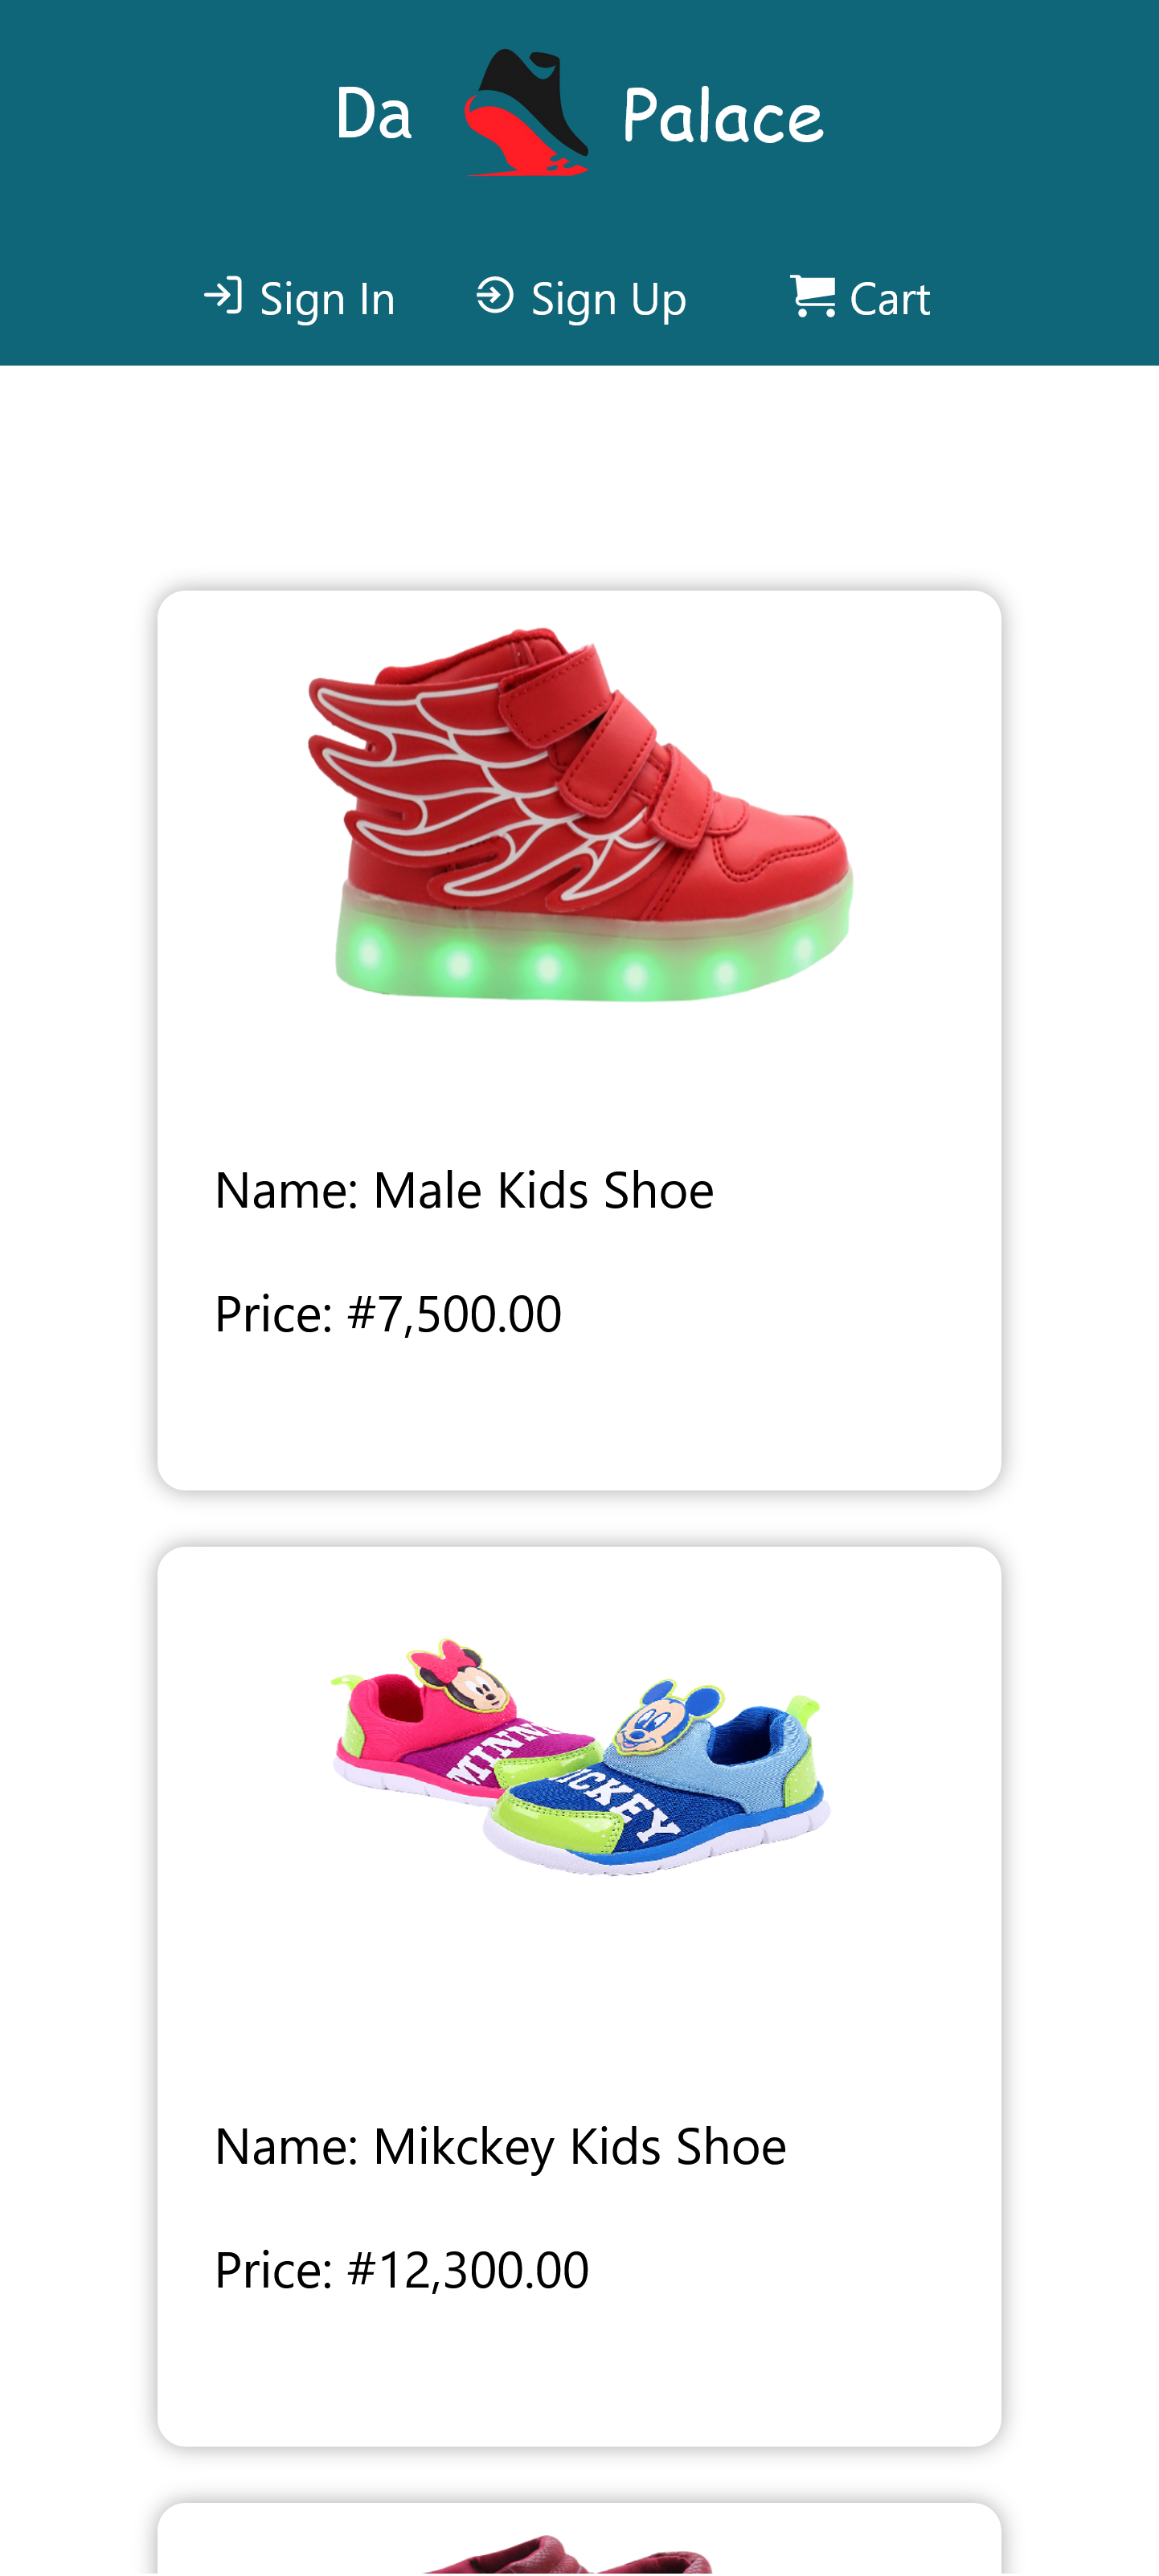 Da Palace
Sign In Sign Up Cart
Name: Male Kids Shoe
Price: #7,500.00
MINN
ICKEY
Name: Mikckey Kids Shoe
Price: #12,300.00